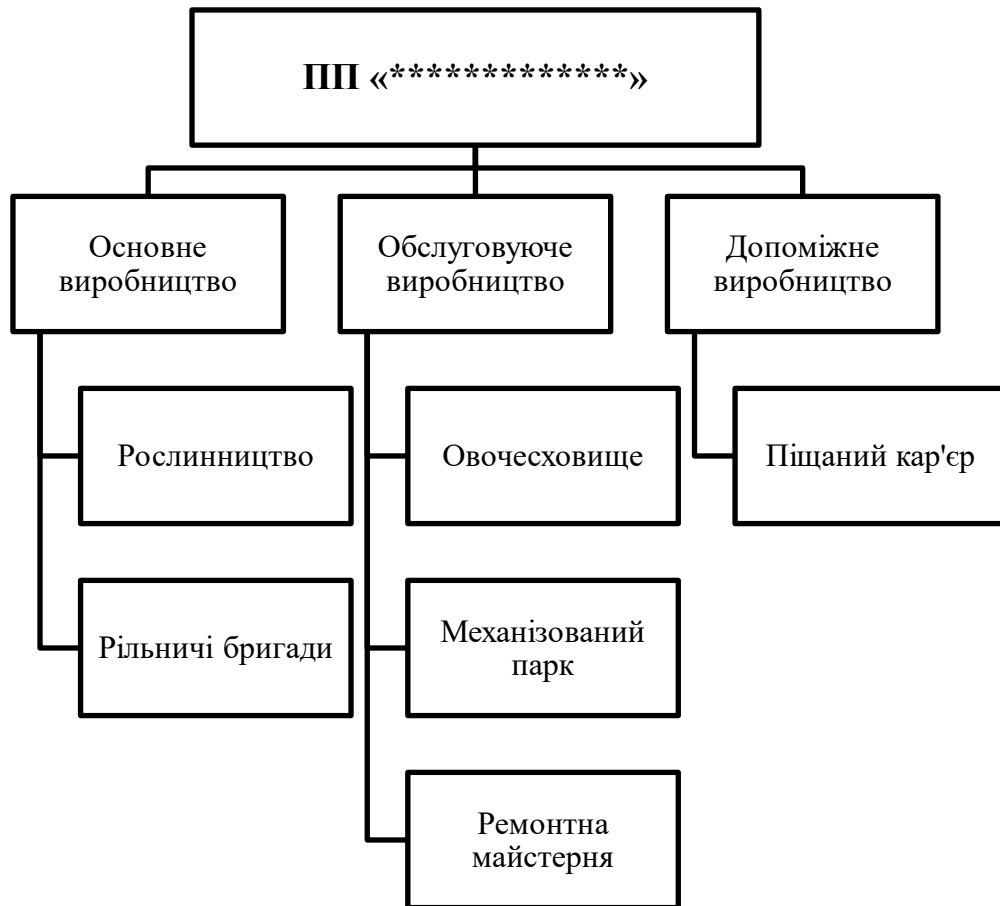 ПП «*************»
Основне
виробництво
Обслуговуюче
виробництво
Допоміжне
виробництво
Рослинництво
Овочесховище
Піщаний кар'єр
Рільничі бригади
Механізований
парк
Ремонтна
майстерня